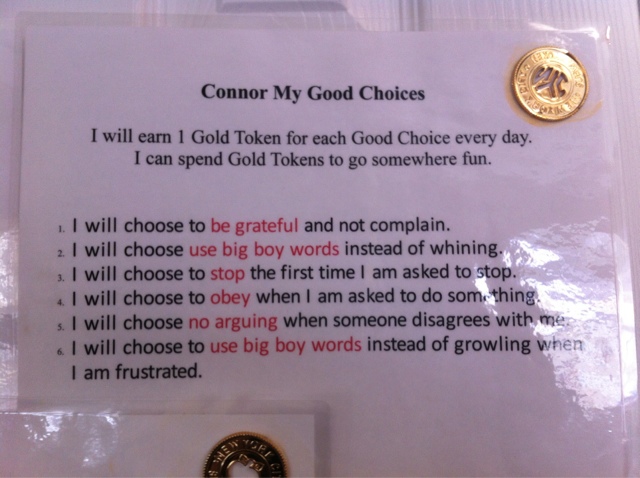 Connor My Good Choices
I will earn 1 Gold Token for each Good Choice every day.
I can spend Gold Tokens to go somewhere fun.
1. I will choose to be grateful and not complain.
2. I will choose use big boy words instead of whining.
3. I will choose to stop the first time I am asked to stop.
4. I will choose to obey when I am asked to do something.
5. I will choose no arguing when someone disagrees with me.
6. I will choose to use big boy words instead of growling when
I am frustrated.
NEW YORK CI